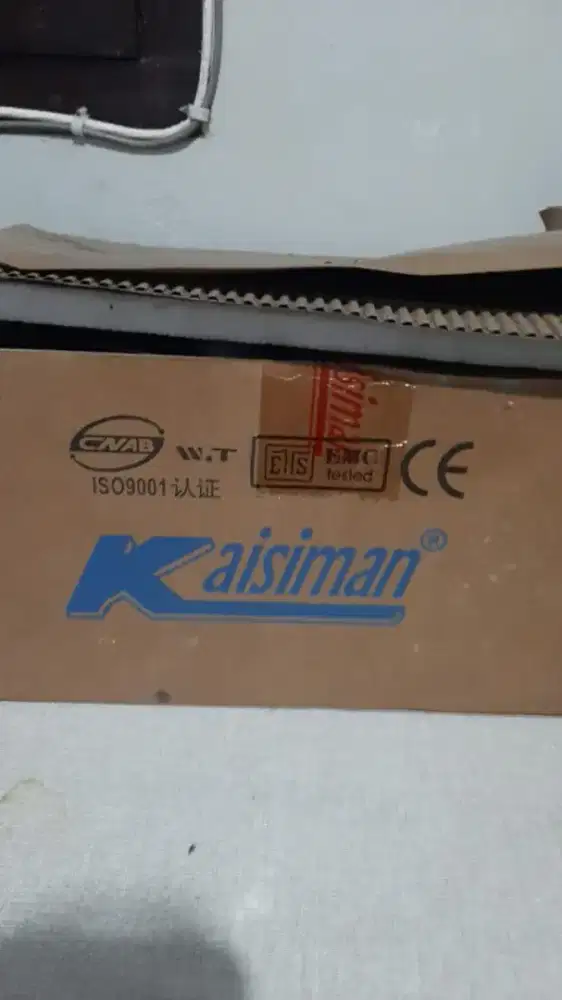 CNAB
ISO9001认证
W.T
ETS
EMC
tested
CE
Kaisiman®